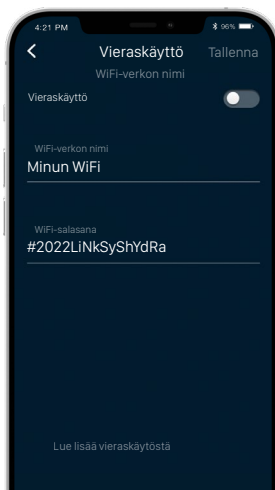 4:21 PM
96%
Vieraskäyttö
Tallenna
WiFi-verkon nimi
Vieraskäyttö
WiFi-verkon nimi
Minun WiFi
WiFi-salasana
#2022LiNkSyShYdRa
Lue lisää vieraskäytöstä